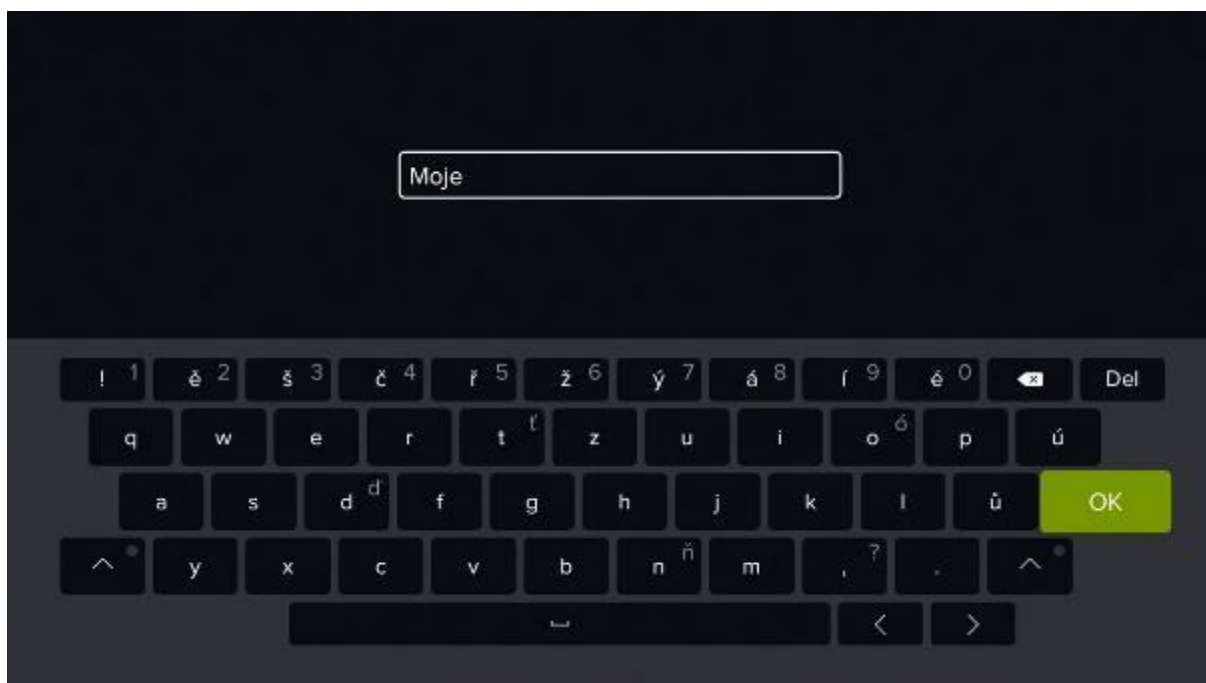 Moje
! 1 ě 2 š 3 č 4 ř 5 ž 6 ý 7 á 8 í 9 é 0 Del
q w e r t ť z u i o ó p ú
a s d ď f g h j k l ů OK
y x c v b n ň m , ? .